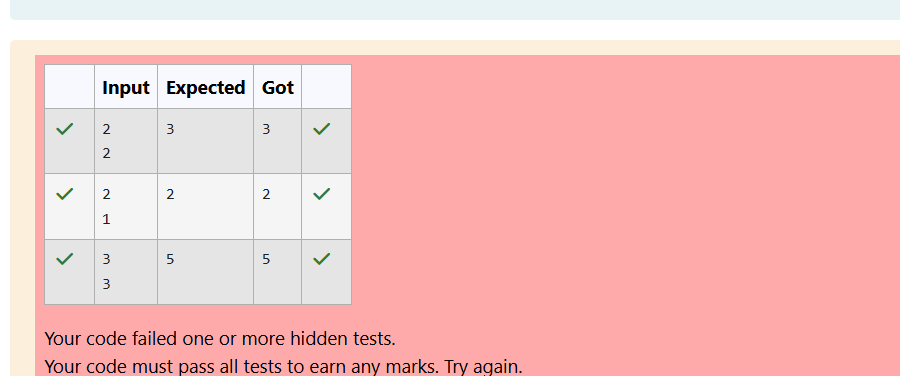 Input Expected Got
2 3 3
2
2 2 2
1
3 5 5
3
Your code failed one or more hidden tests.
Your code must pass all tests to earn any marks. Try again.